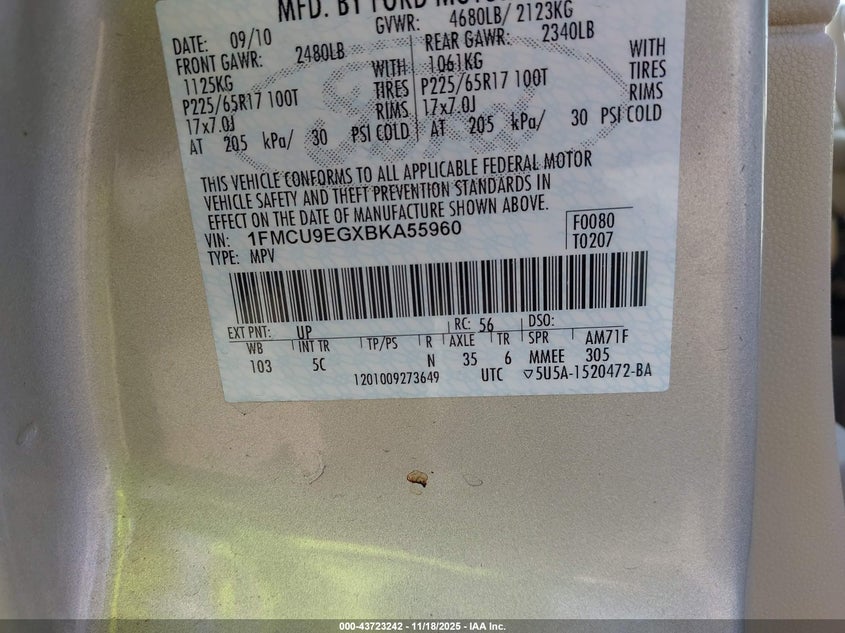 MFD. BY FORD MOTOR
DATE: 09/10 GVWR: 4680LB/ 2123KG
FRONT GAWR: 2480LB REAR GAWR: 2340LB
1125KG WITH 1061KG WITH
P225/65R17 100T TIRES P225/65R17 100T TIRES
17x7.0J RIMS 17x7.0J RIMS
AT 205 kPa/ 30 PSI COLD AT 205 kPa/ 30 PSI COLD
THIS VEHICLE CONFORMS TO ALL APPLICABLE FEDERAL MOTOR
VEHICLE SAFETY AND THEFT PREVENTION STANDARDS IN
EFFECT ON THE DATE OF MANUFACTURE SHOWN ABOVE.
VIN: 1FMCU9EGXBKA55960 F0080
TYPE: MPV T0207
EXT PNT: UP RC: 56 DSO:
WB INT TR TP/PS R AXLE TR SPR AM71F
103 5C N 35 6 MMEE 305
1201009273649 UTC ▽5U5A-1520472-BA
000-43723242 - 11/18/2025 - IAA Inc.